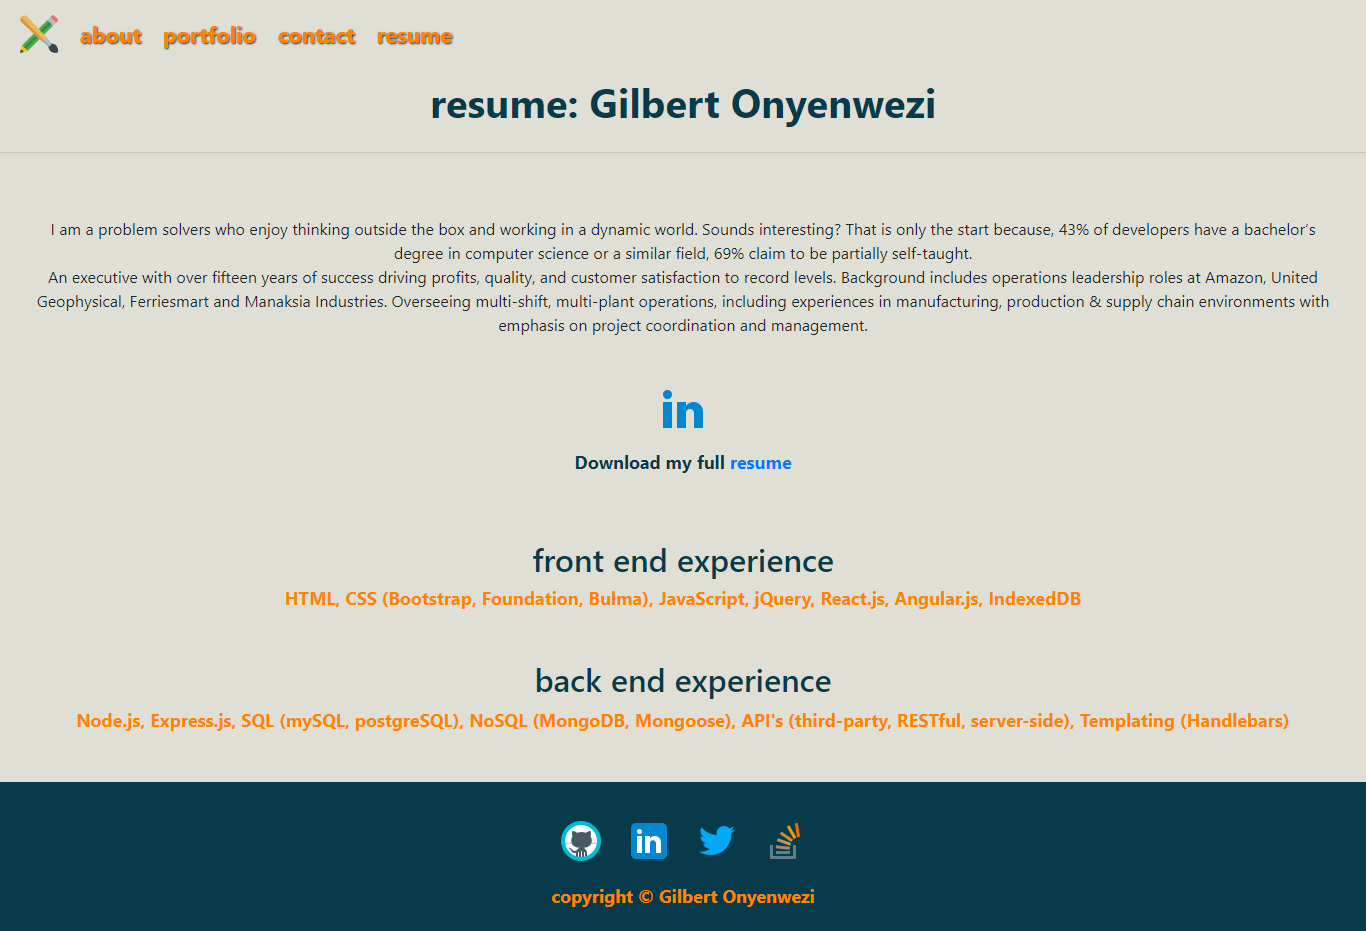 about portfolio contact resume
resume: Gilbert Onyenwezi
I am a problem solvers who enjoy thinking outside the box and working in a dynamic world. Sounds interesting? That is only the start because, 43% of developers have a bachelor’s
degree in computer science or a similar field, 69% claim to be partially self-taught.
An executive with over fifteen years of success driving profits, quality, and customer satisfaction to record levels. Background includes operations leadership roles at Amazon, United
Geophysical, Ferriesmart and Manaksia Industries. Overseeing multi-shift, multi-plant operations, including experiences in manufacturing, production & supply chain environments with
emphasis on project coordination and management.
in
Download my full resume
front end experience
HTML, CSS (Bootstrap, Foundation, Bulma), JavaScript, jQuery, React.js, Angular.js, IndexedDB
back end experience
Node.js, Express.js, SQL (mySQL, postgreSQL), NoSQL (MongoDB, Mongoose), API's (third-party, RESTful, server-side), Templating (Handlebars)
in
copyright © Gilbert Onyenwezi